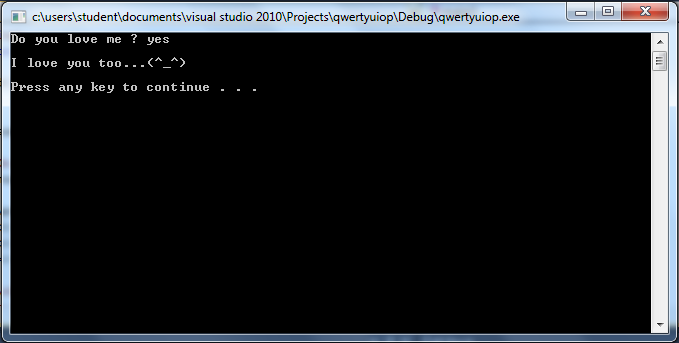 c:\users\student\documents\visual studio 2010\Projects\qwertyuiop\Debug\qwertyuiop.exe
Do you love me ? yes
I love you too...(^_^)
Press any key to continue . . .